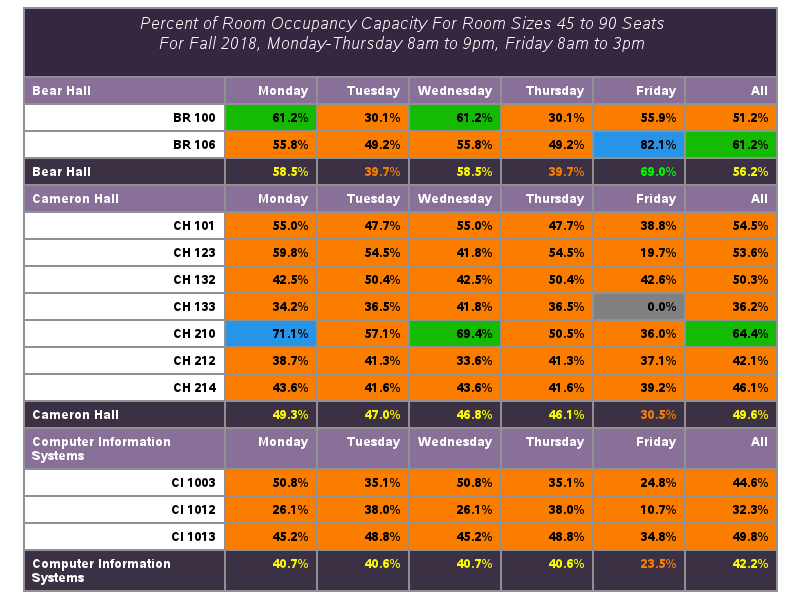 Percent of Room Occupancy Capacity For Room Sizes 45 to 90 Seats
For Fall 2018, Monday-Thursday 8am to 9pm, Friday 8am to 3pm
Bear Hall Monday Tuesday Wednesday Thursday Friday All
BR 100 61.2% 30.1% 61.2% 30.1% 55.9% 51.2%
BR 106 55.8% 49.2% 55.8% 49.2% 82.1% 61.2%
Bear Hall 58.5% 39.7% 58.5% 39.7% 69.0% 56.2%
Cameron Hall Monday Tuesday Wednesday Thursday Friday All
CH 101 55.0% 47.7% 55.0% 47.7% 38.8% 54.5%
CH 123 59.8% 54.5% 41.8% 54.5% 19.7% 53.6%
CH 132 42.5% 50.4% 42.5% 50.4% 42.6% 50.3%
CH 133 34.2% 36.5% 41.8% 36.5% 0.0% 36.2%
CH 210 71.1% 57.1% 69.4% 50.5% 36.0% 64.4%
CH 212 38.7% 41.3% 33.6% 41.3% 37.1% 42.1%
CH 214 43.6% 41.6% 43.6% 41.6% 39.2% 46.1%
Cameron Hall 49.3% 47.0% 46.8% 46.1% 30.5% 49.6%
Computer Information Monday Tuesday Wednesday Thursday Friday All
Systems
CI 1003 50.8% 35.1% 50.8% 35.1% 24.8% 44.6%
CI 1012 26.1% 38.0% 26.1% 38.0% 10.7% 32.3%
CI 1013 45.2% 48.8% 45.2% 48.8% 34.8% 49.8%
Computer Information 40.7% 40.6% 40.7% 40.6% 23.5% 42.2%
Systems